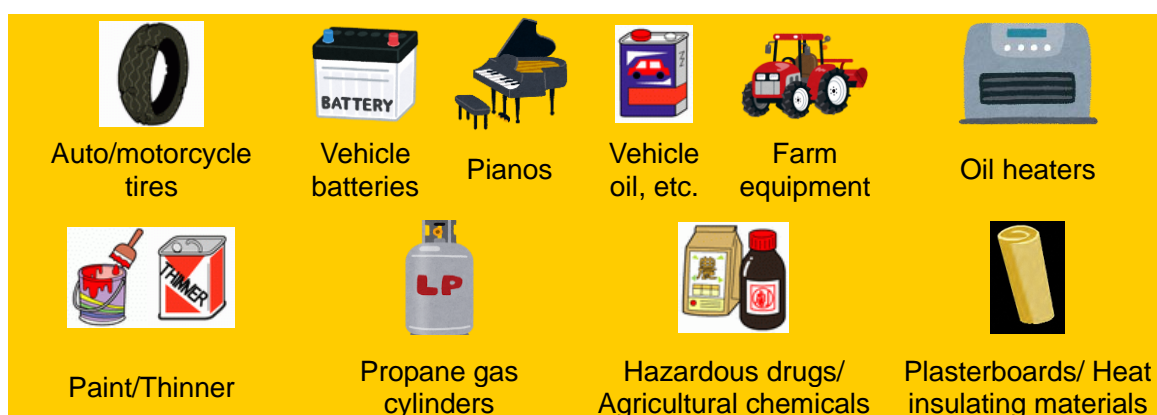 BATTERY
Auto/motorcycle
tires
Vehicle
batteries
Pianos
Vehicle
oil, etc.
Farm
equipment
Oil heaters
THINNER
LP
Paint/Thinner
Propane gas
cylinders
Hazardous drugs/
Agricultural chemicals
Plasterboards/ Heat
insulating materials